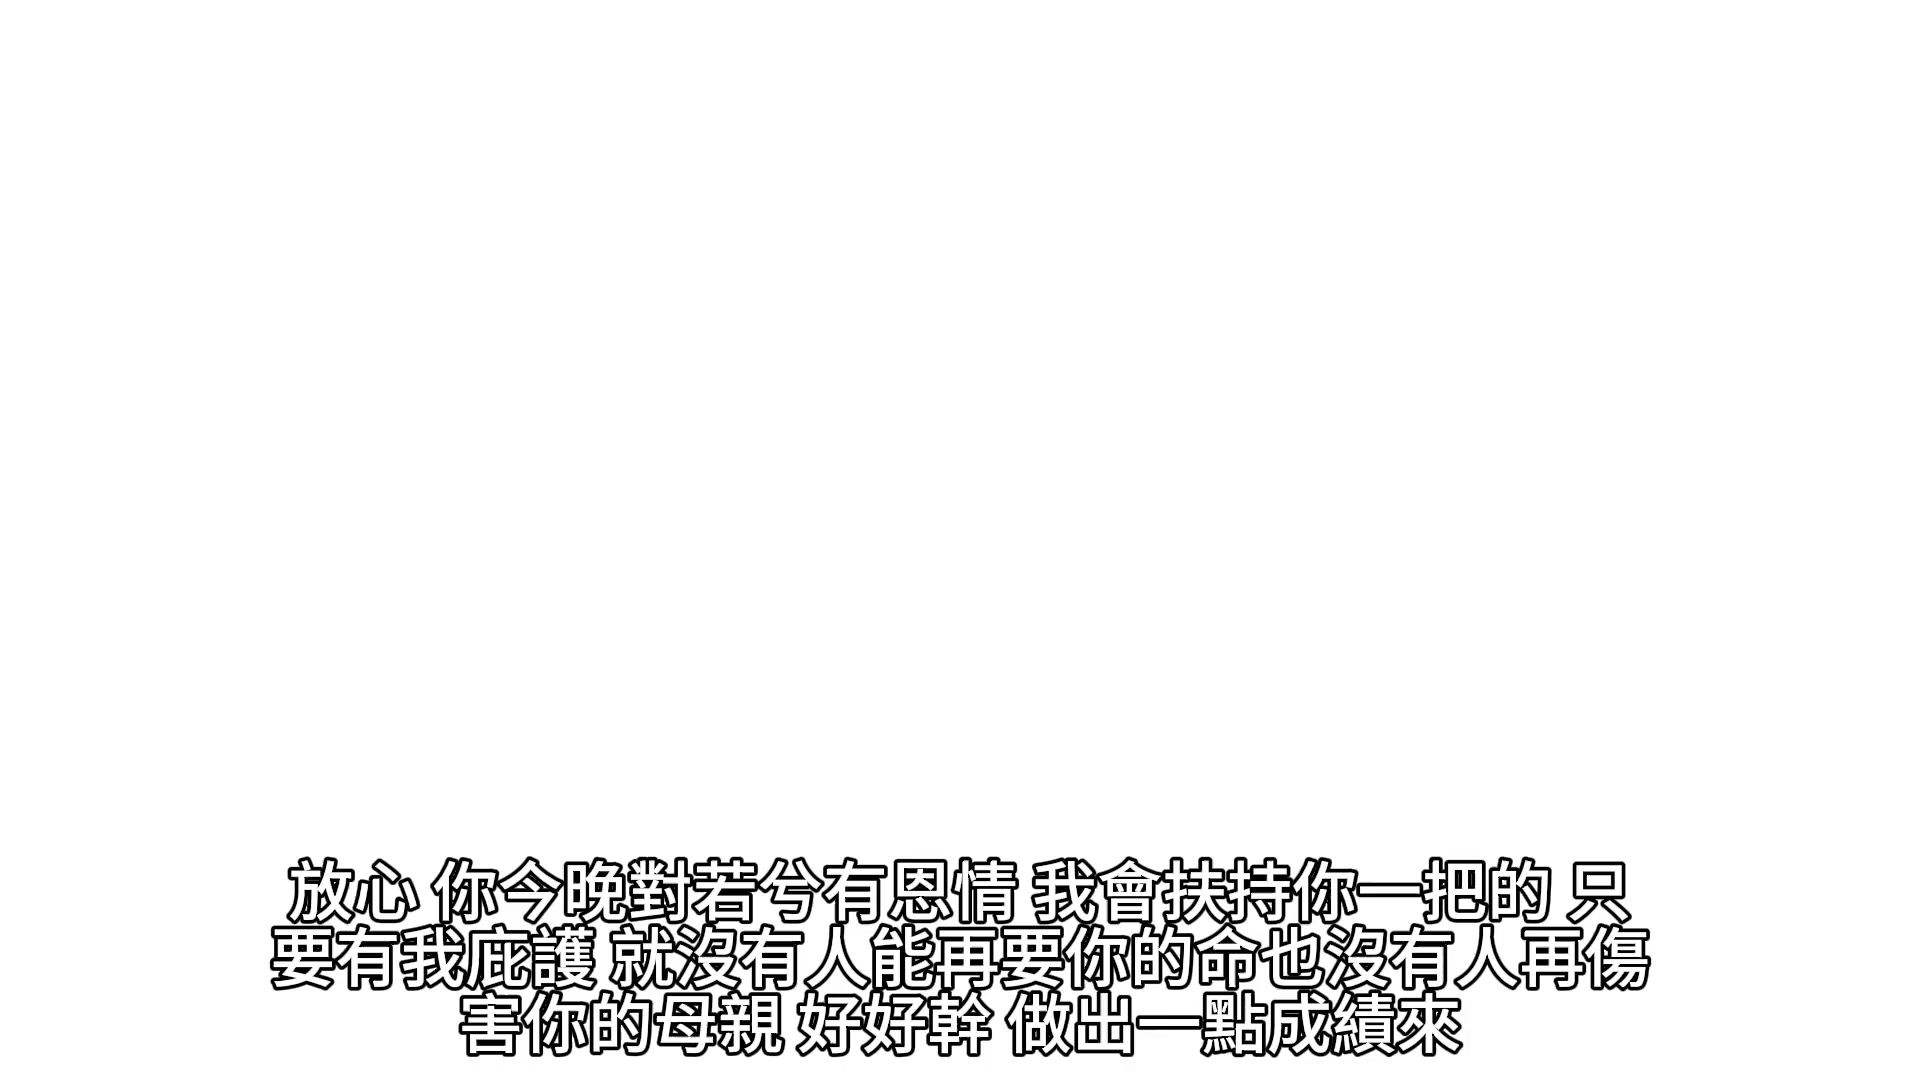 放心 你今晚對若兮有恩情 我會扶持你一把的 只
要有我庇護 就沒有人能再要你的命也沒有人再傷
害你的母親 好好幹 做出一點成績來